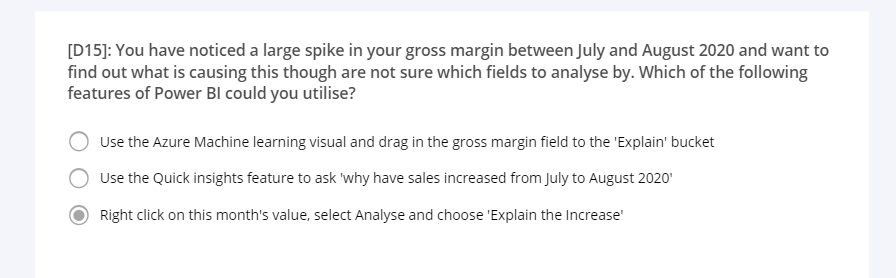 [D15]: You have noticed a large spike in your gross margin between July and August 2020 and want to
find out what is causing this though are not sure which fields to analyse by. Which of the following
features of Power BI could you utilise?
Use the Azure Machine learning visual and drag in the gross margin field to the 'Explain' bucket
Use the Quick insights feature to ask 'why have sales increased from July to August 2020'
Right click on this month's value, select Analyse and choose 'Explain the Increase'